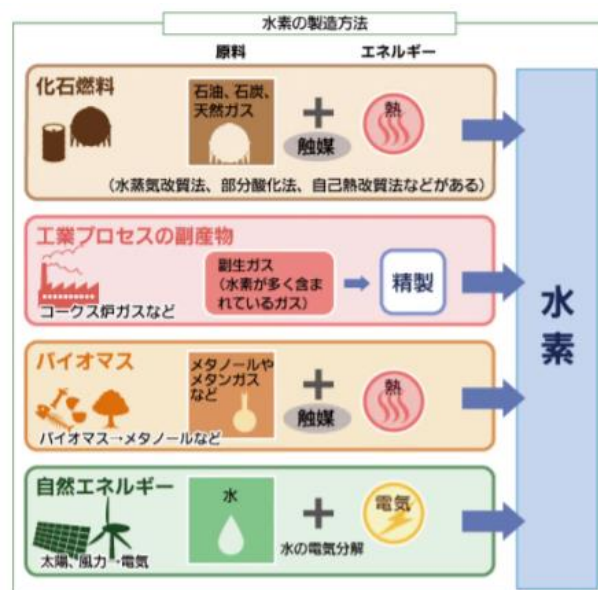 水素の製造方法
原料
エネルギー
化石燃料
石油、石炭、
天然ガス
触媒
熱
(水蒸気改質法、部分酸化法、自己熱改質法などがある)
工業プロセスの副産物
コークス炉ガスなど
副生ガス
(水素が多く含ま
れているガス)
精製
バイオマス
バイオマス→メタノールなど
メタノールや
メタンガス
など
触媒
熱
自然エネルギー
太陽、風力→電気
水
水の電気分解
電気
水素